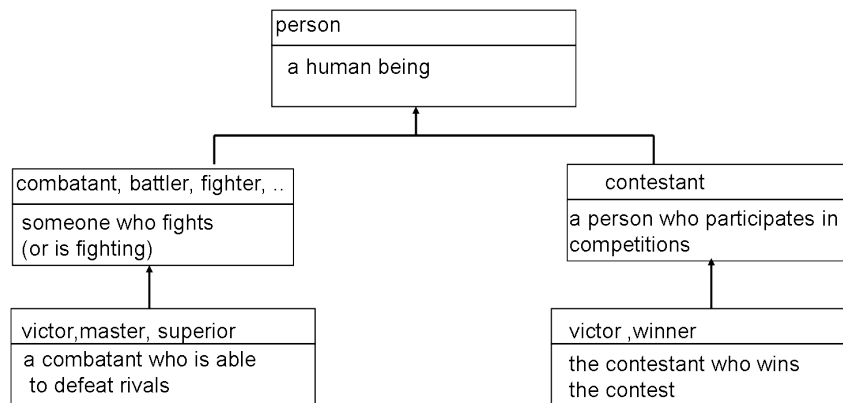 person
a human being
combatant, battler, fighter, ..
someone who fights
(or is fighting)
contestant
a person who participates in
competitions
victor,master, superior
a combatant who is able
to defeat rivals
victor ,winner
the contestant who wins
the contest